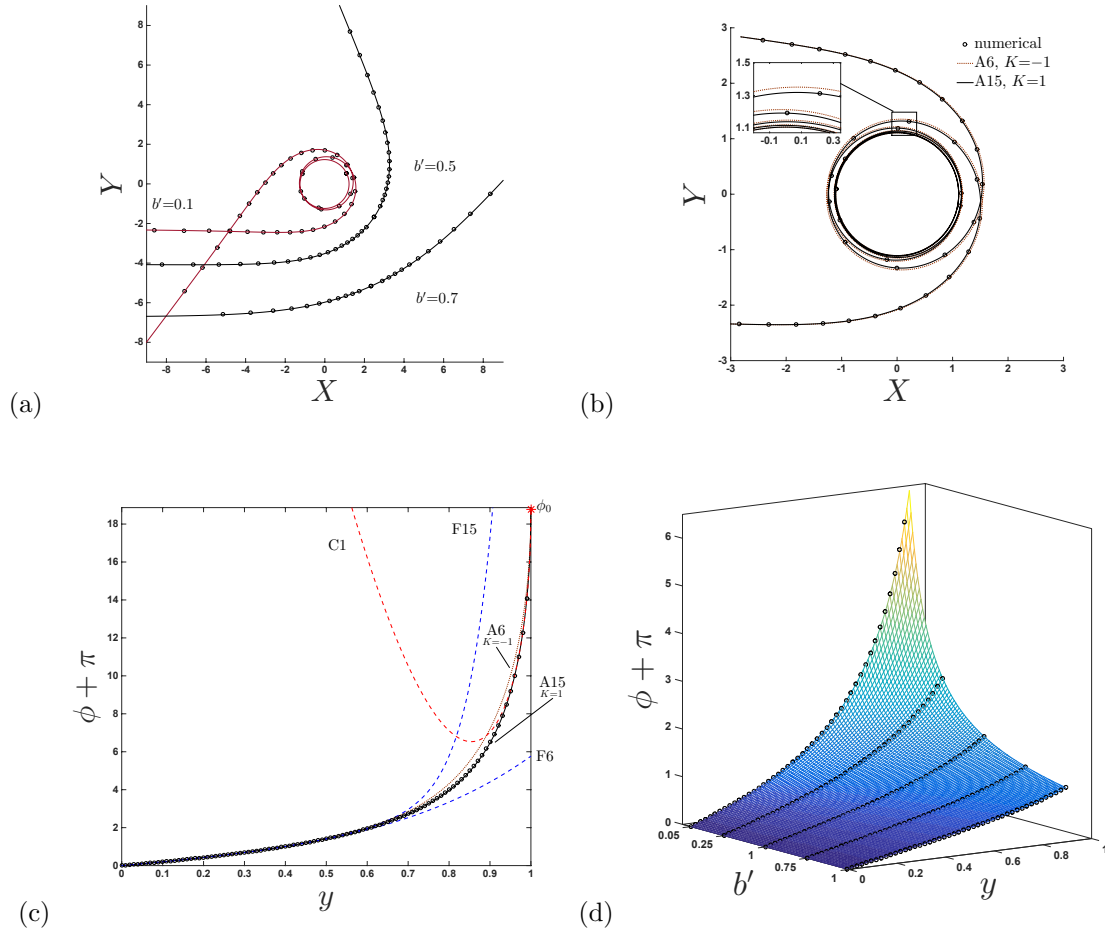 8
6
4
2
0
-2
-4
-6
-8
Y
-8 -6 -4 -2 0 2 4 6 8
X
b′=0.5
b′=0.1
b′=0.7
(a)
3
2
1
0
-1
-2
-3
Y
-3 -2 -1 0 1 2 3
X
1.5
1.3
1.1
-0.1 0.1 0.3
numerical
A6, K=−1
A15, K=1
(b)
18
16
14
12
10
8
6
4
2
0
ϕ + π
0 0.1 0.2 0.3 0.4 0.5 0.6 0.7 0.8 0.9 1
y
ϕ₀
C1
F15
A6
K=−1
A15
K=1
F6
(c)
6
5
4
3
2
1
0
ϕ + π
0.05
0.25
1
0.75
1
b′
0
0.2
0.4
0.6
0.8
1
y
(d)